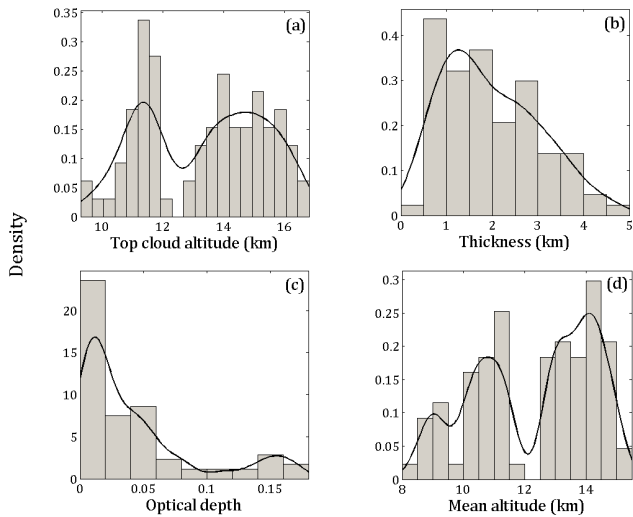 Density
(a)
0.35
0.3
0.25
0.2
0.15
0.1
0.05
0
10 12 14 16
Top cloud altitude (km)
(b)
0.4
0.3
0.2
0.1
0
0 1 2 3 4 5
Thickness (km)
(c)
20
15
10
5
0
0 0.05 0.1 0.15
Optical depth
(d)
0.3
0.25
0.2
0.15
0.1
0.05
0
8 10 12 14
Mean altitude (km)